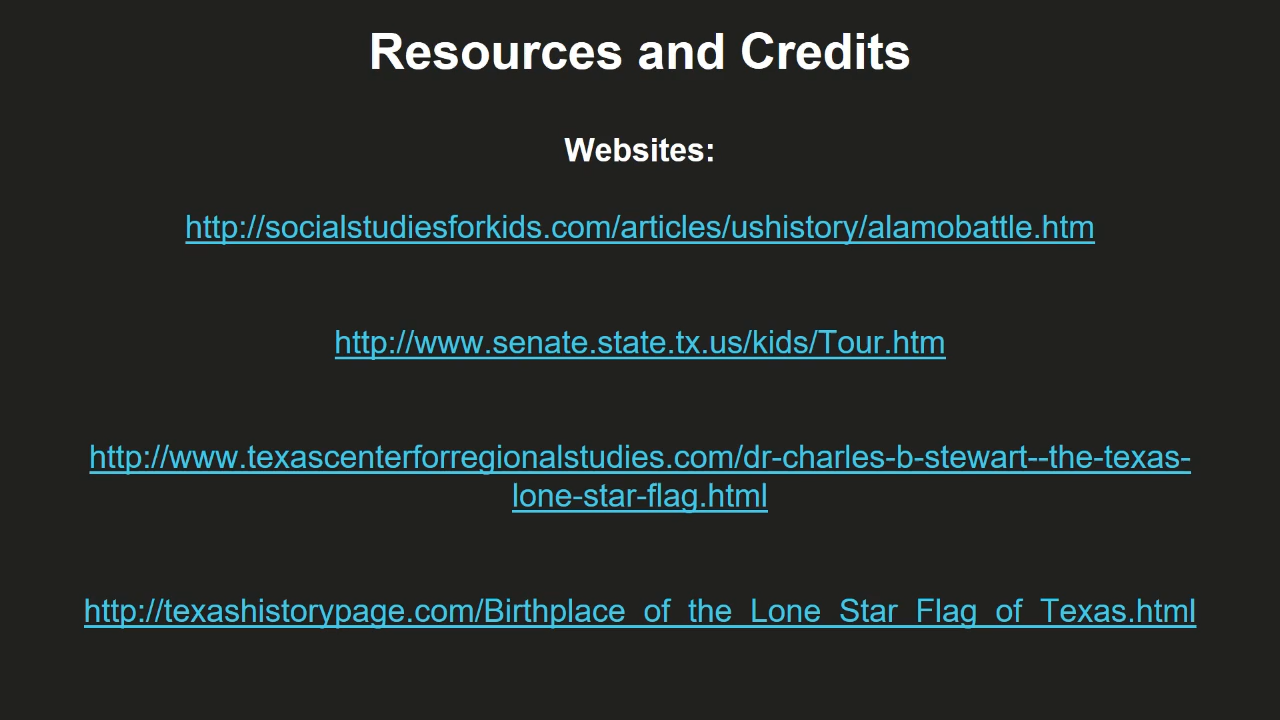 Resources and Credits
Websites:
http://socialstudiesforkids.com/articles/ushistory/alamobattle.htm
http://www.senate.state.tx.us/kids/Tour.htm
http://www.texascenterforregionalstudies.com/dr-charles-b-stewart--the-texas-
lone-star-flag.html
http://texashistorypage.com/Birthplace_of_the_Lone_Star_Flag_of_Texas.html